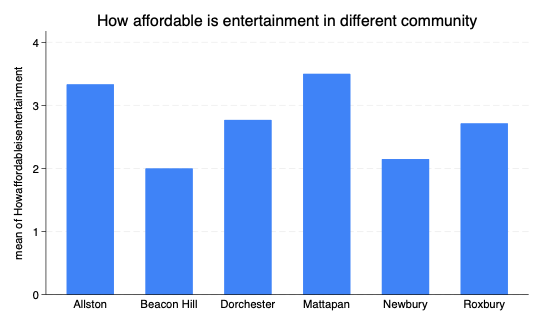 How affordable is entertainment in different community
mean of Howaffordableisentertainment
4
3
2
1
0
Allston
Beacon Hill
Dorchester
Mattapan
Newbury
Roxbury